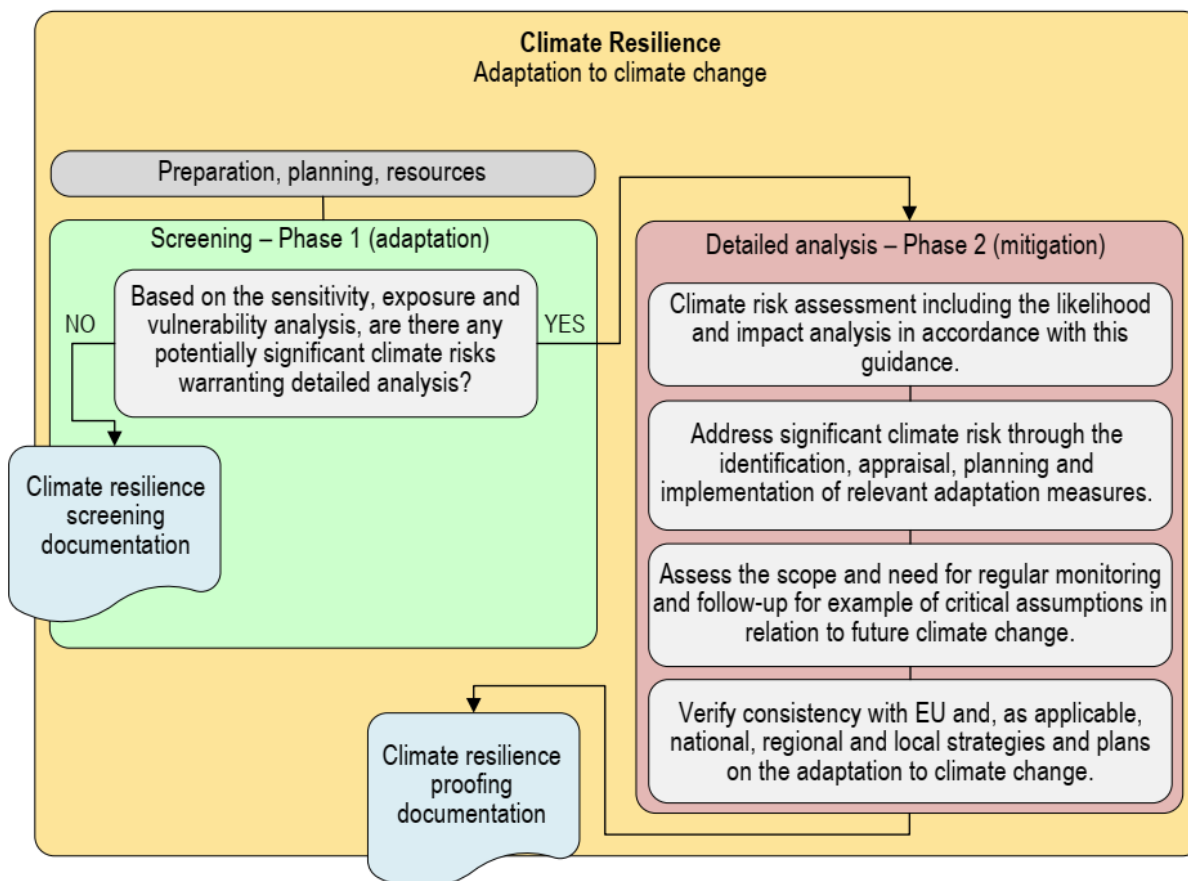 Climate Resilience
Adaptation to climate change
Preparation, planning, resources
Screening – Phase 1 (adaptation)
Based on the sensitivity, exposure and
vulnerability analysis, are there any
potentially significant climate risks
warranting detailed analysis?
NO
YES
Climate resilience
screening
documentation
Detailed analysis – Phase 2 (mitigation)
Climate risk assessment including the likelihood
and impact analysis in accordance with this
guidance.
Address significant climate risk through the
identification, appraisal, planning and
implementation of relevant adaptation measures.
Assess the scope and need for regular monitoring
and follow-up for example of critical assumptions in
relation to future climate change.
Verify consistency with EU and, as applicable,
national, regional and local strategies and plans
on the adaptation to climate change.
Climate resilience
proofing
documentation